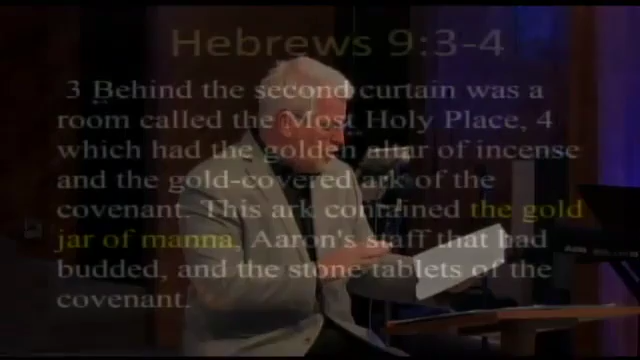 Hebrews 9:3-4
3 Behind the second curtain was a
room called the Most Holy Place, 4
which had the golden altar of incense
and the gold-covered ark of the
covenant. This ark contained the gold
jar of manna, Aaron's staff that had
budded, and the stone tablets of the
covenant.